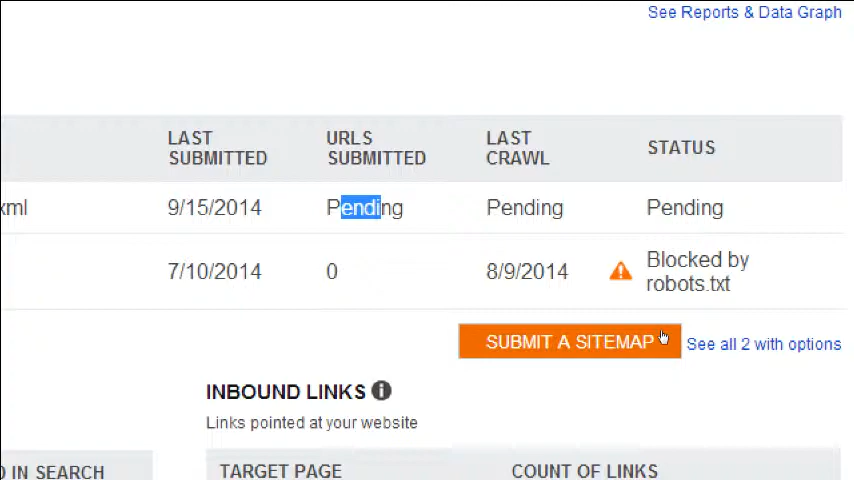 See Reports & Data Graph
LAST SUBMITTED
URLS SUBMITTED
LAST CRAWL
STATUS
xml
9/15/2014
Pending
Pending
Pending
7/10/2014
0
8/9/2014
Blocked by
robots.txt
SUBMIT A SITEMAP
See all 2 with options
INBOUND LINKS
Links pointed at your website
IN SEARCH
TARGET PAGE
COUNT OF LINKS